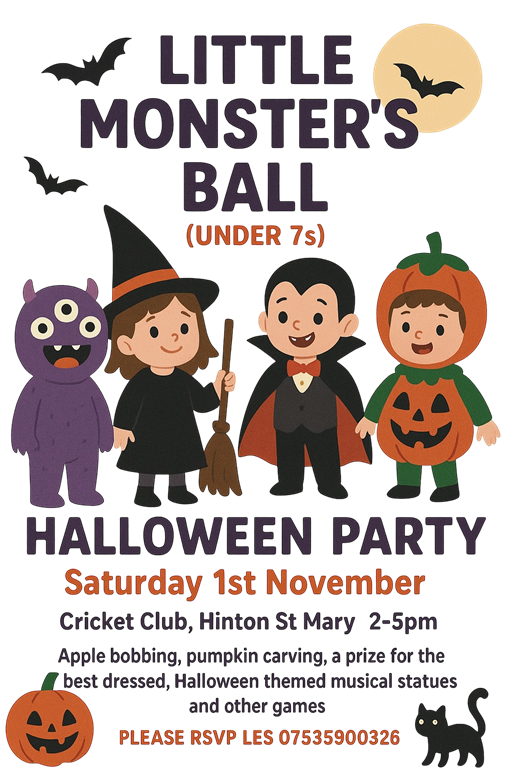 LITTLE
MONSTER'S
BALL
(UNDER 7s)
HALLOWEEN PARTY
Saturday 1st November
Cricket Club, Hinton St Mary 2-5pm
Apple bobbing, pumpkin carving, a prize for the
best dressed, Halloween themed musical statues
and other games
PLEASE RSVP LES 07535900326